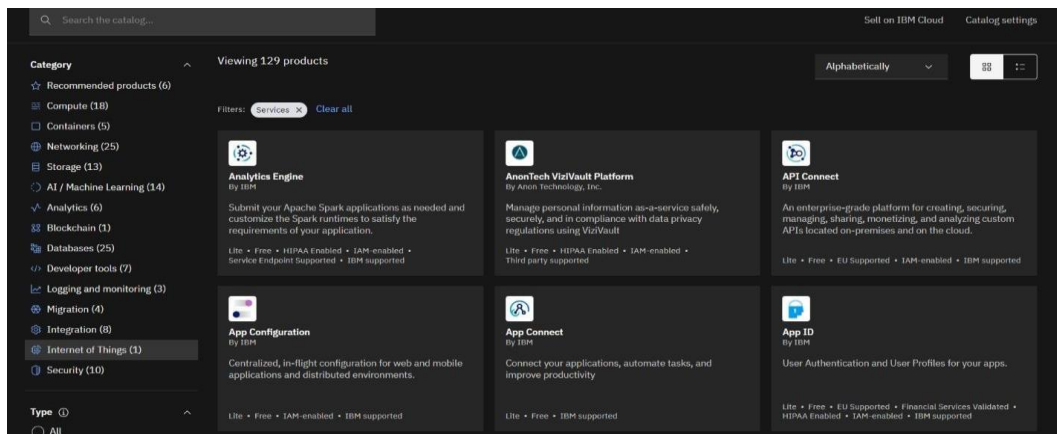 Search the catalog...
Sell on IBM Cloud
Catalog settings
Category
Recommended products (6)
Compute (18)
Containers (5)
Networking (25)
Storage (13)
AI / Machine Learning (14)
Analytics (6)
Blockchain (1)
Databases (25)
Developer tools (7)
Logging and monitoring (3)
Migration (4)
Integration (8)
Internet of Things (1)
Security (10)
Type
All
Viewing 129 products
Alphabetically
Filters: Services × Clear all
Analytics Engine
By IBM
Submit your Apache Spark applications as needed and
customize the Spark runtimes to satisfy the
requirements of your application.
Lite • Free • HIPAA Enabled • IAM-enabled •
Service Endpoint Supported • IBM supported
AnonTech ViziVault Platform
By Anon Technology, Inc.
Manage personal information as-a-service safely,
securely, and in compliance with data privacy
regulations using ViziVault
Lite • Free • HIPAA Enabled • IAM-enabled •
Third party supported
API Connect
By IBM
An enterprise-grade platform for creating, securing,
managing, sharing, monetizing, and analyzing custom
APIs located on-premises and on the cloud.
Lite • Free • EU Supported • IAM-enabled • IBM supported
App Configuration
By IBM
Centralized, in-flight configuration for web and mobile
applications and distributed environments.
Lite • Free • IAM-enabled • IBM supported
App Connect
By IBM
Connect your applications, automate tasks, and
improve productivity
Lite • Free • IBM supported
App ID
By IBM
User Authentication and User Profiles for your apps.
Lite • Free • EU Supported • Financial Services Validated •
HIPAA Enabled • IAM-enabled • IBM supported